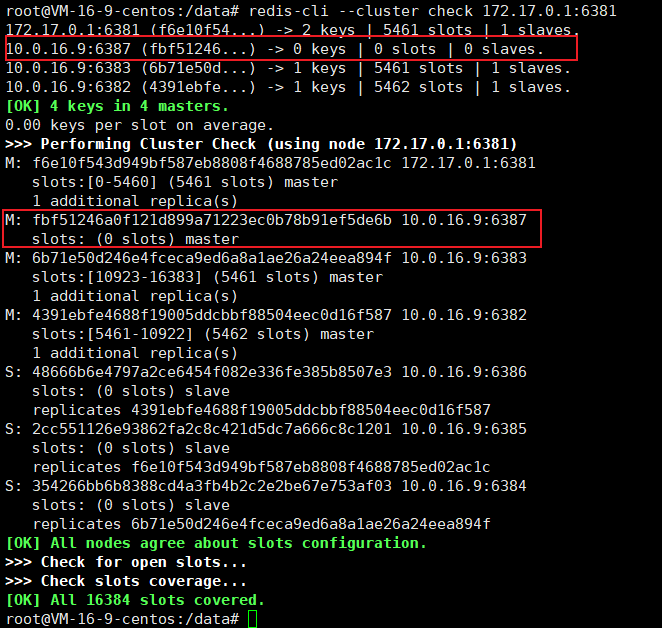 root@VM-16-9-centos:/data# redis-cli --cluster check 172.17.0.1:6381
172.17.0.1:6381 (f6e10f54...) -> 2 keys | 5461 slots | 1 slaves.
10.0.16.9:6387 (fbf51246...) -> 0 keys | 0 slots | 0 slaves.
10.0.16.9:6383 (6b71e50d...) -> 1 keys | 5461 slots | 1 slaves.
10.0.16.9:6382 (4391ebfe...) -> 1 keys | 5462 slots | 1 slaves.
[OK] 4 keys in 4 masters.
0.00 keys per slot on average.
>>> Performing Cluster Check (using node 172.17.0.1:6381)
M: f6e10f543d949bf587eb8808f4688785ed02ac1c 172.17.0.1:6381
   slots:[0-5460] (5461 slots) master
   1 additional replica(s)
M: fbf51246a0f121d899a71223ec0b78b91ef5de6b 10.0.16.9:6387
   slots: (0 slots) master
M: 6b71e50d246e4fceca9ed6a8a1ae26a24eea894f 10.0.16.9:6383
   slots:[10923-16383] (5461 slots) master
   1 additional replica(s)
M: 4391ebfe4688f19005ddcbbf88504eec0d16f587 10.0.16.9:6382
   slots:[5461-10922] (5462 slots) master
   1 additional replica(s)
S: 48666b6e4797a2ce6454f082e336fe385b8507e3 10.0.16.9:6386
   slots: (0 slots) slave
   replicates 4391ebfe4688f19005ddcbbf88504eec0d16f587
S: 2cc551126e93862fa2c8c421d5dc7a666c8c1201 10.0.16.9:6385
   slots: (0 slots) slave
   replicates f6e10f543d949bf587eb8808f4688785ed02ac1c
S: 354266bb6b8388cd4a3fb4b2c2e2be67e753af03 10.0.16.9:6384
   slots: (0 slots) slave
   replicates 6b71e50d246e4fceca9ed6a8a1ae26a24eea894f
[OK] All nodes agree about slots configuration.
>>> Check for open slots...
>>> Check slots coverage...
[OK] All 16384 slots covered.
root@VM-16-9-centos:/data#